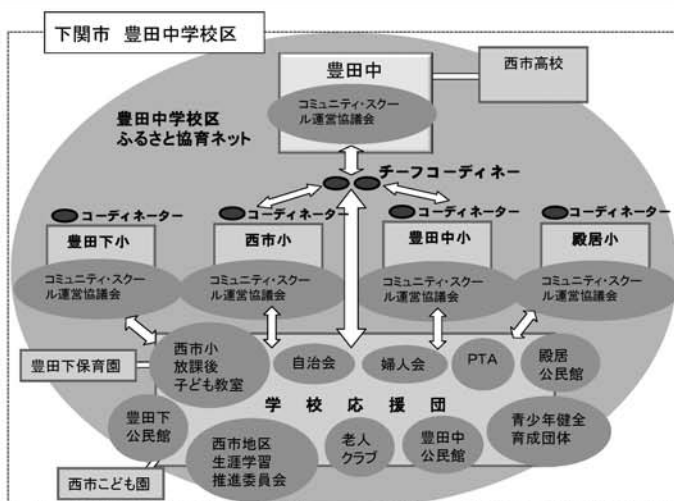 下関市 豊田中学校区
豊田中
西市高校
コミュニティ・スクー
ル運営協議会
豊田中学校区
ふるさと協育ネット
チーフコーディネー
コーディネーター
コーディネーター
コーディネーター
コーディネーター
豊田下小
西市小
豊田中小
殿居小
コミュニティ・スクー
ル運営協議会
コミュニティ・スクー
ル運営協議会
コミュニティ・スクー
ル運営協議会
コミュニティ・スクー
ル運営協議会
豊田下保育園
西市小
放課後
子ども教室
自治会
婦人会
PTA
殿居
公民館
学校応援団
豊田下
公民館
西市地区
生涯学習
推進委員会
老人
クラブ
豊田中
公民館
青少年健全
育成団体
西市こども園